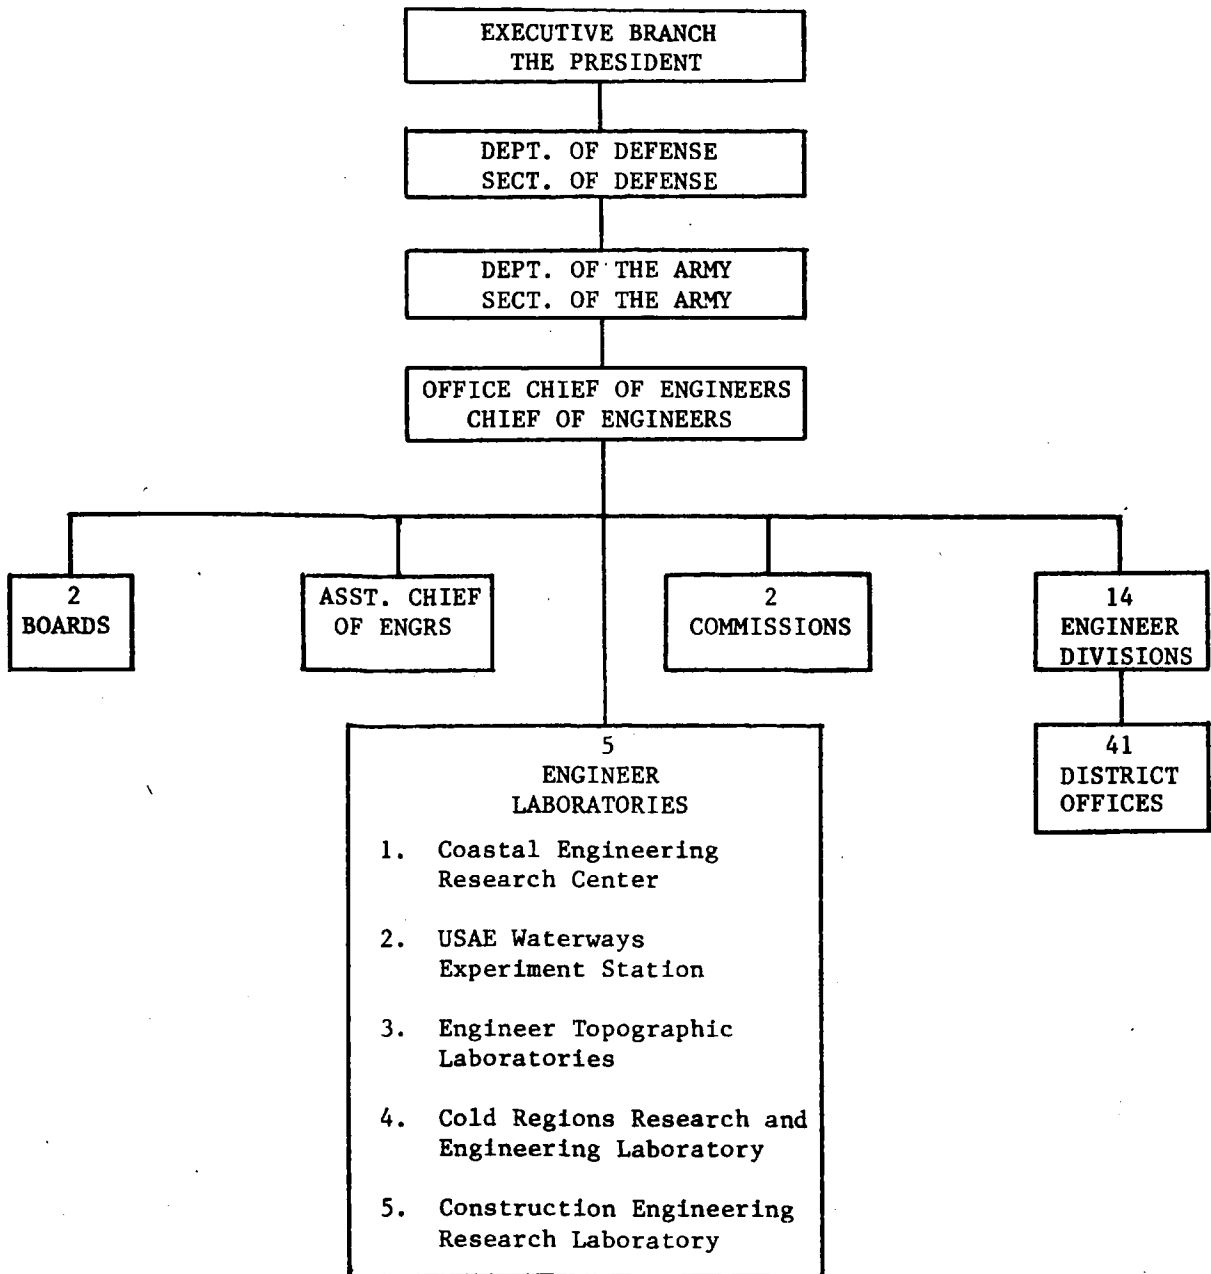 EXECUTIVE BRANCH
THE PRESIDENT
DEPT. OF DEFENSE
SECT. OF DEFENSE
DEPT. OF THE ARMY
SECT. OF THE ARMY
OFFICE CHIEF OF ENGINEERS
CHIEF OF ENGINEERS
2
BOARDS
ASST. CHIEF
OF ENGRS
2
COMMISSIONS
14
ENGINEER
DIVISIONS
41
DISTRICT
OFFICES
5
ENGINEER
LABORATORIES
1. Coastal Engineering
Research Center
2. USAE Waterways
Experiment Station
3. Engineer Topographic
Laboratories
4. Cold Regions Research and
Engineering Laboratory
5. Construction Engineering
Research Laboratory